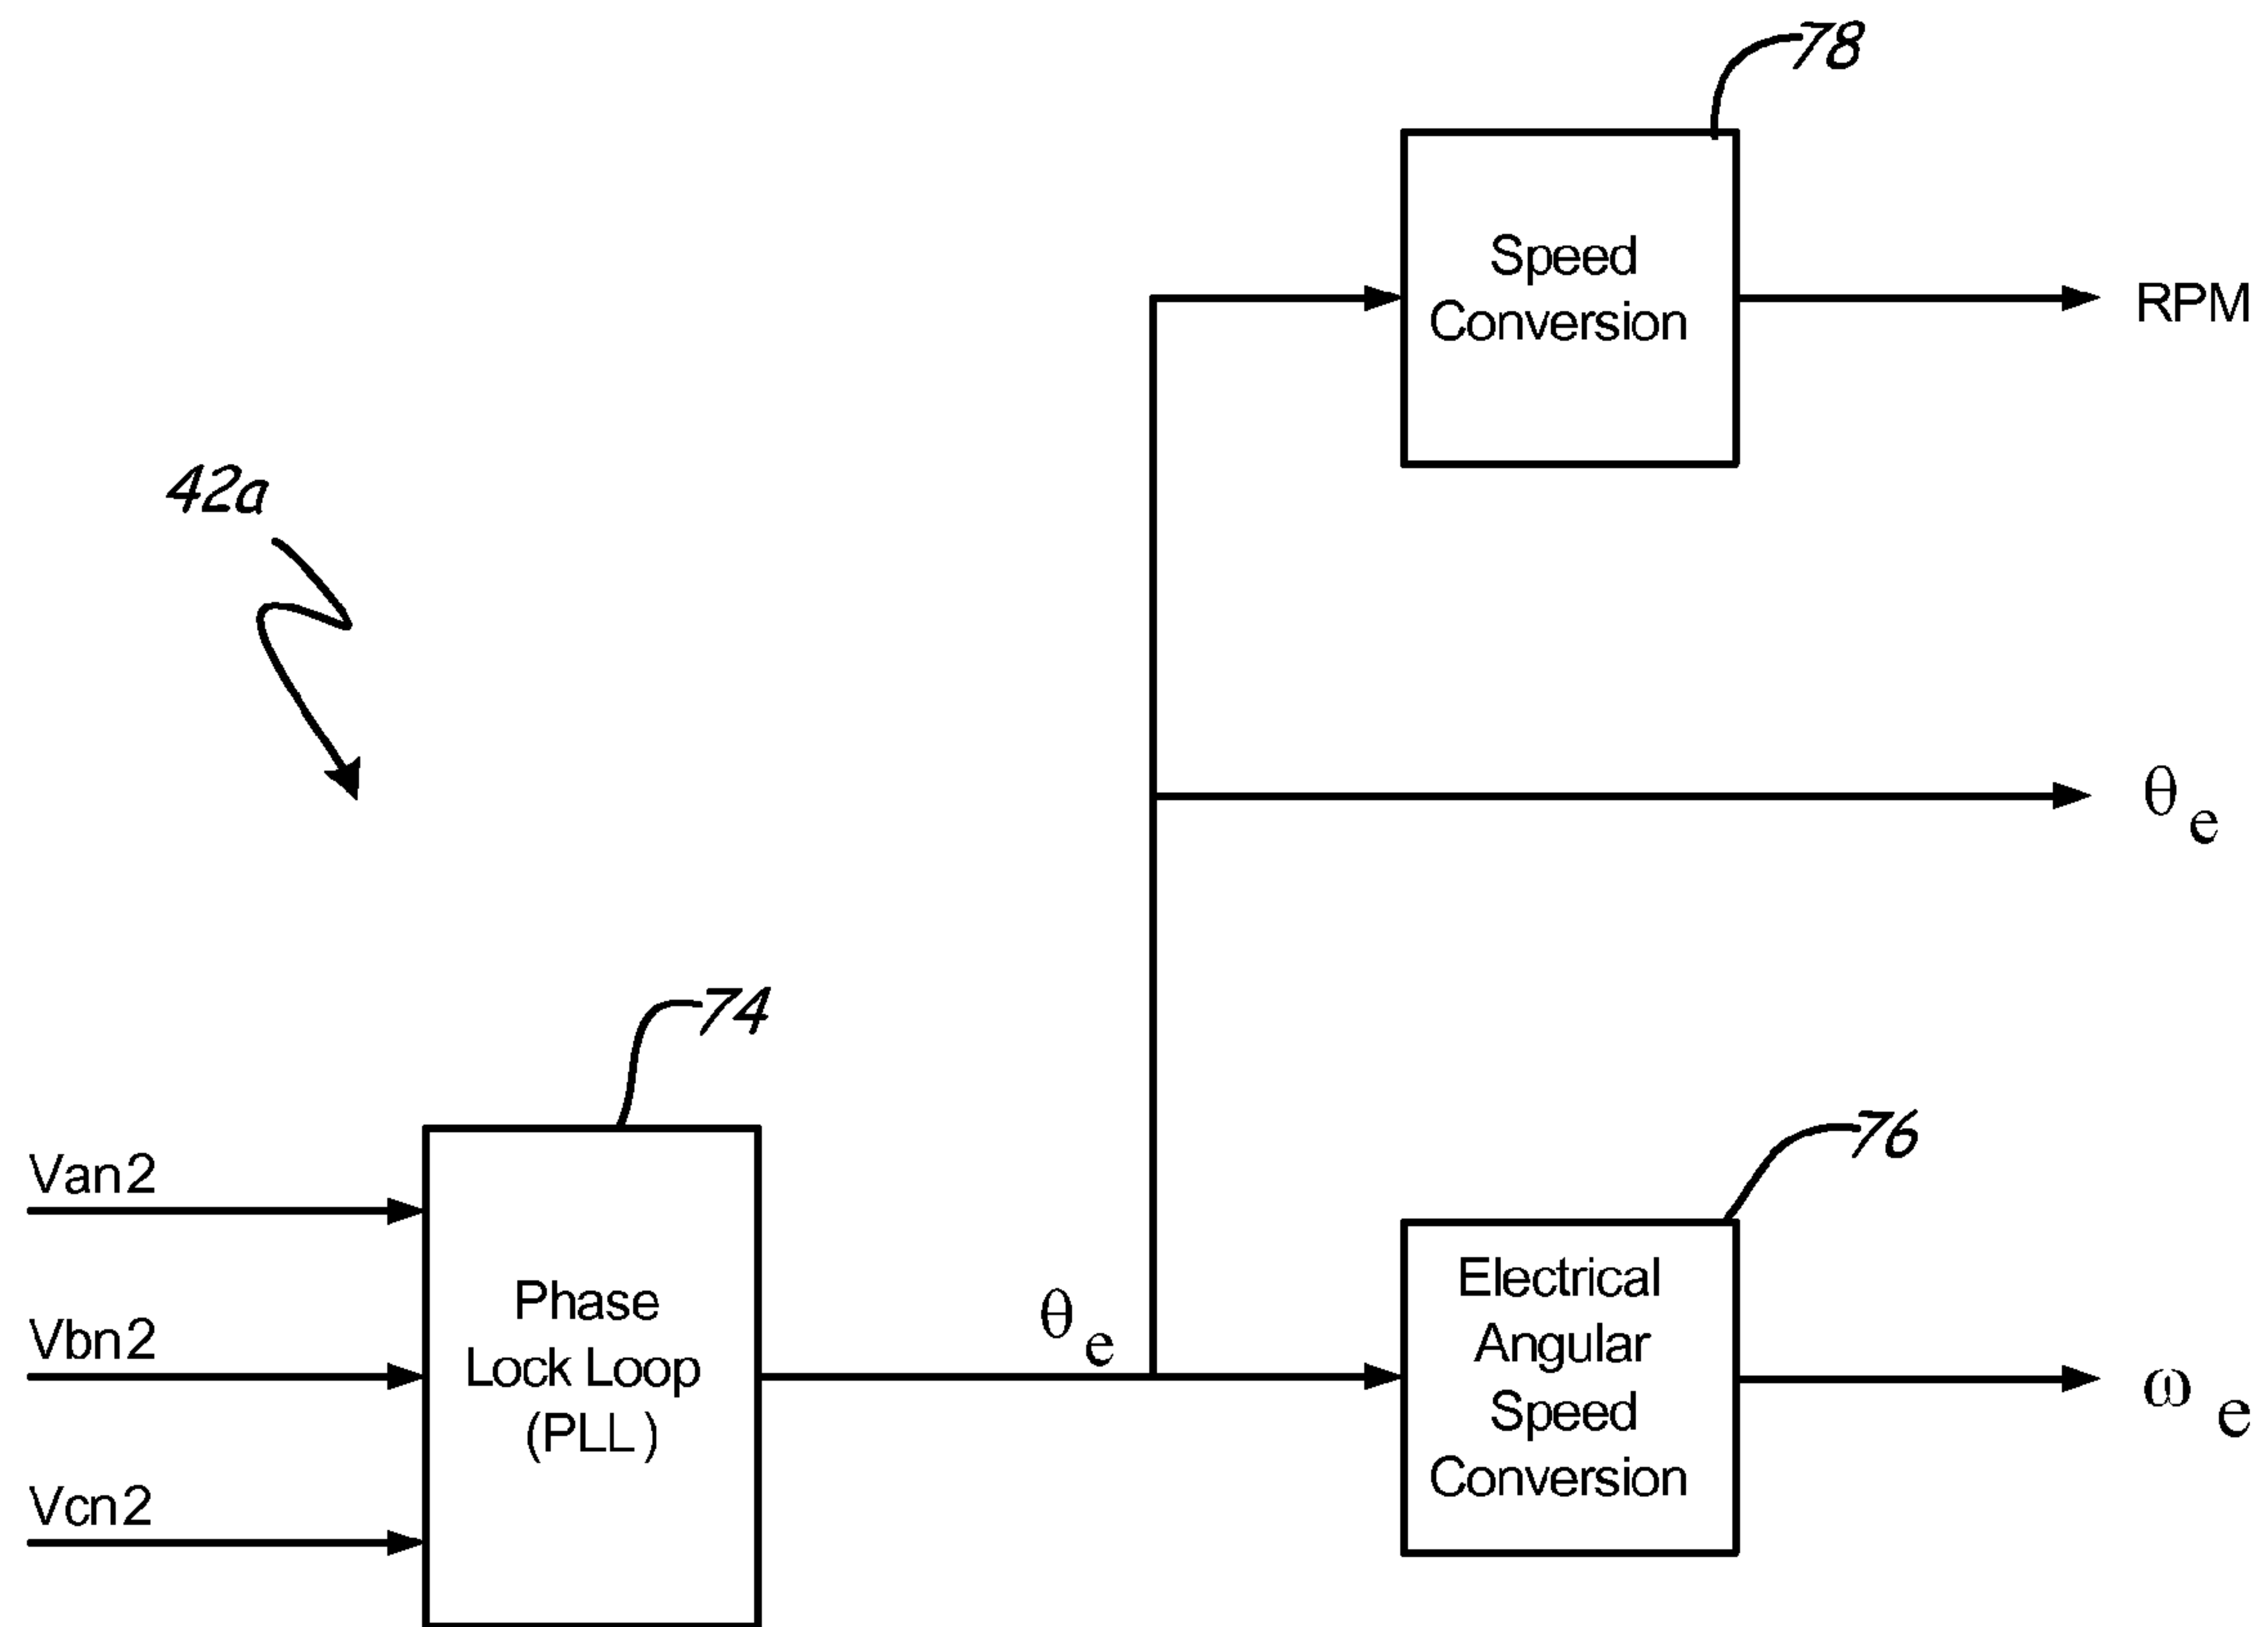 78
Speed
Conversion
RPM
42a
θe
74
Van2
Vbn2
Vcn2
Phase
Lock Loop
(PLL)
θe
76
Electrical
Angular
Speed
Conversion
ωe